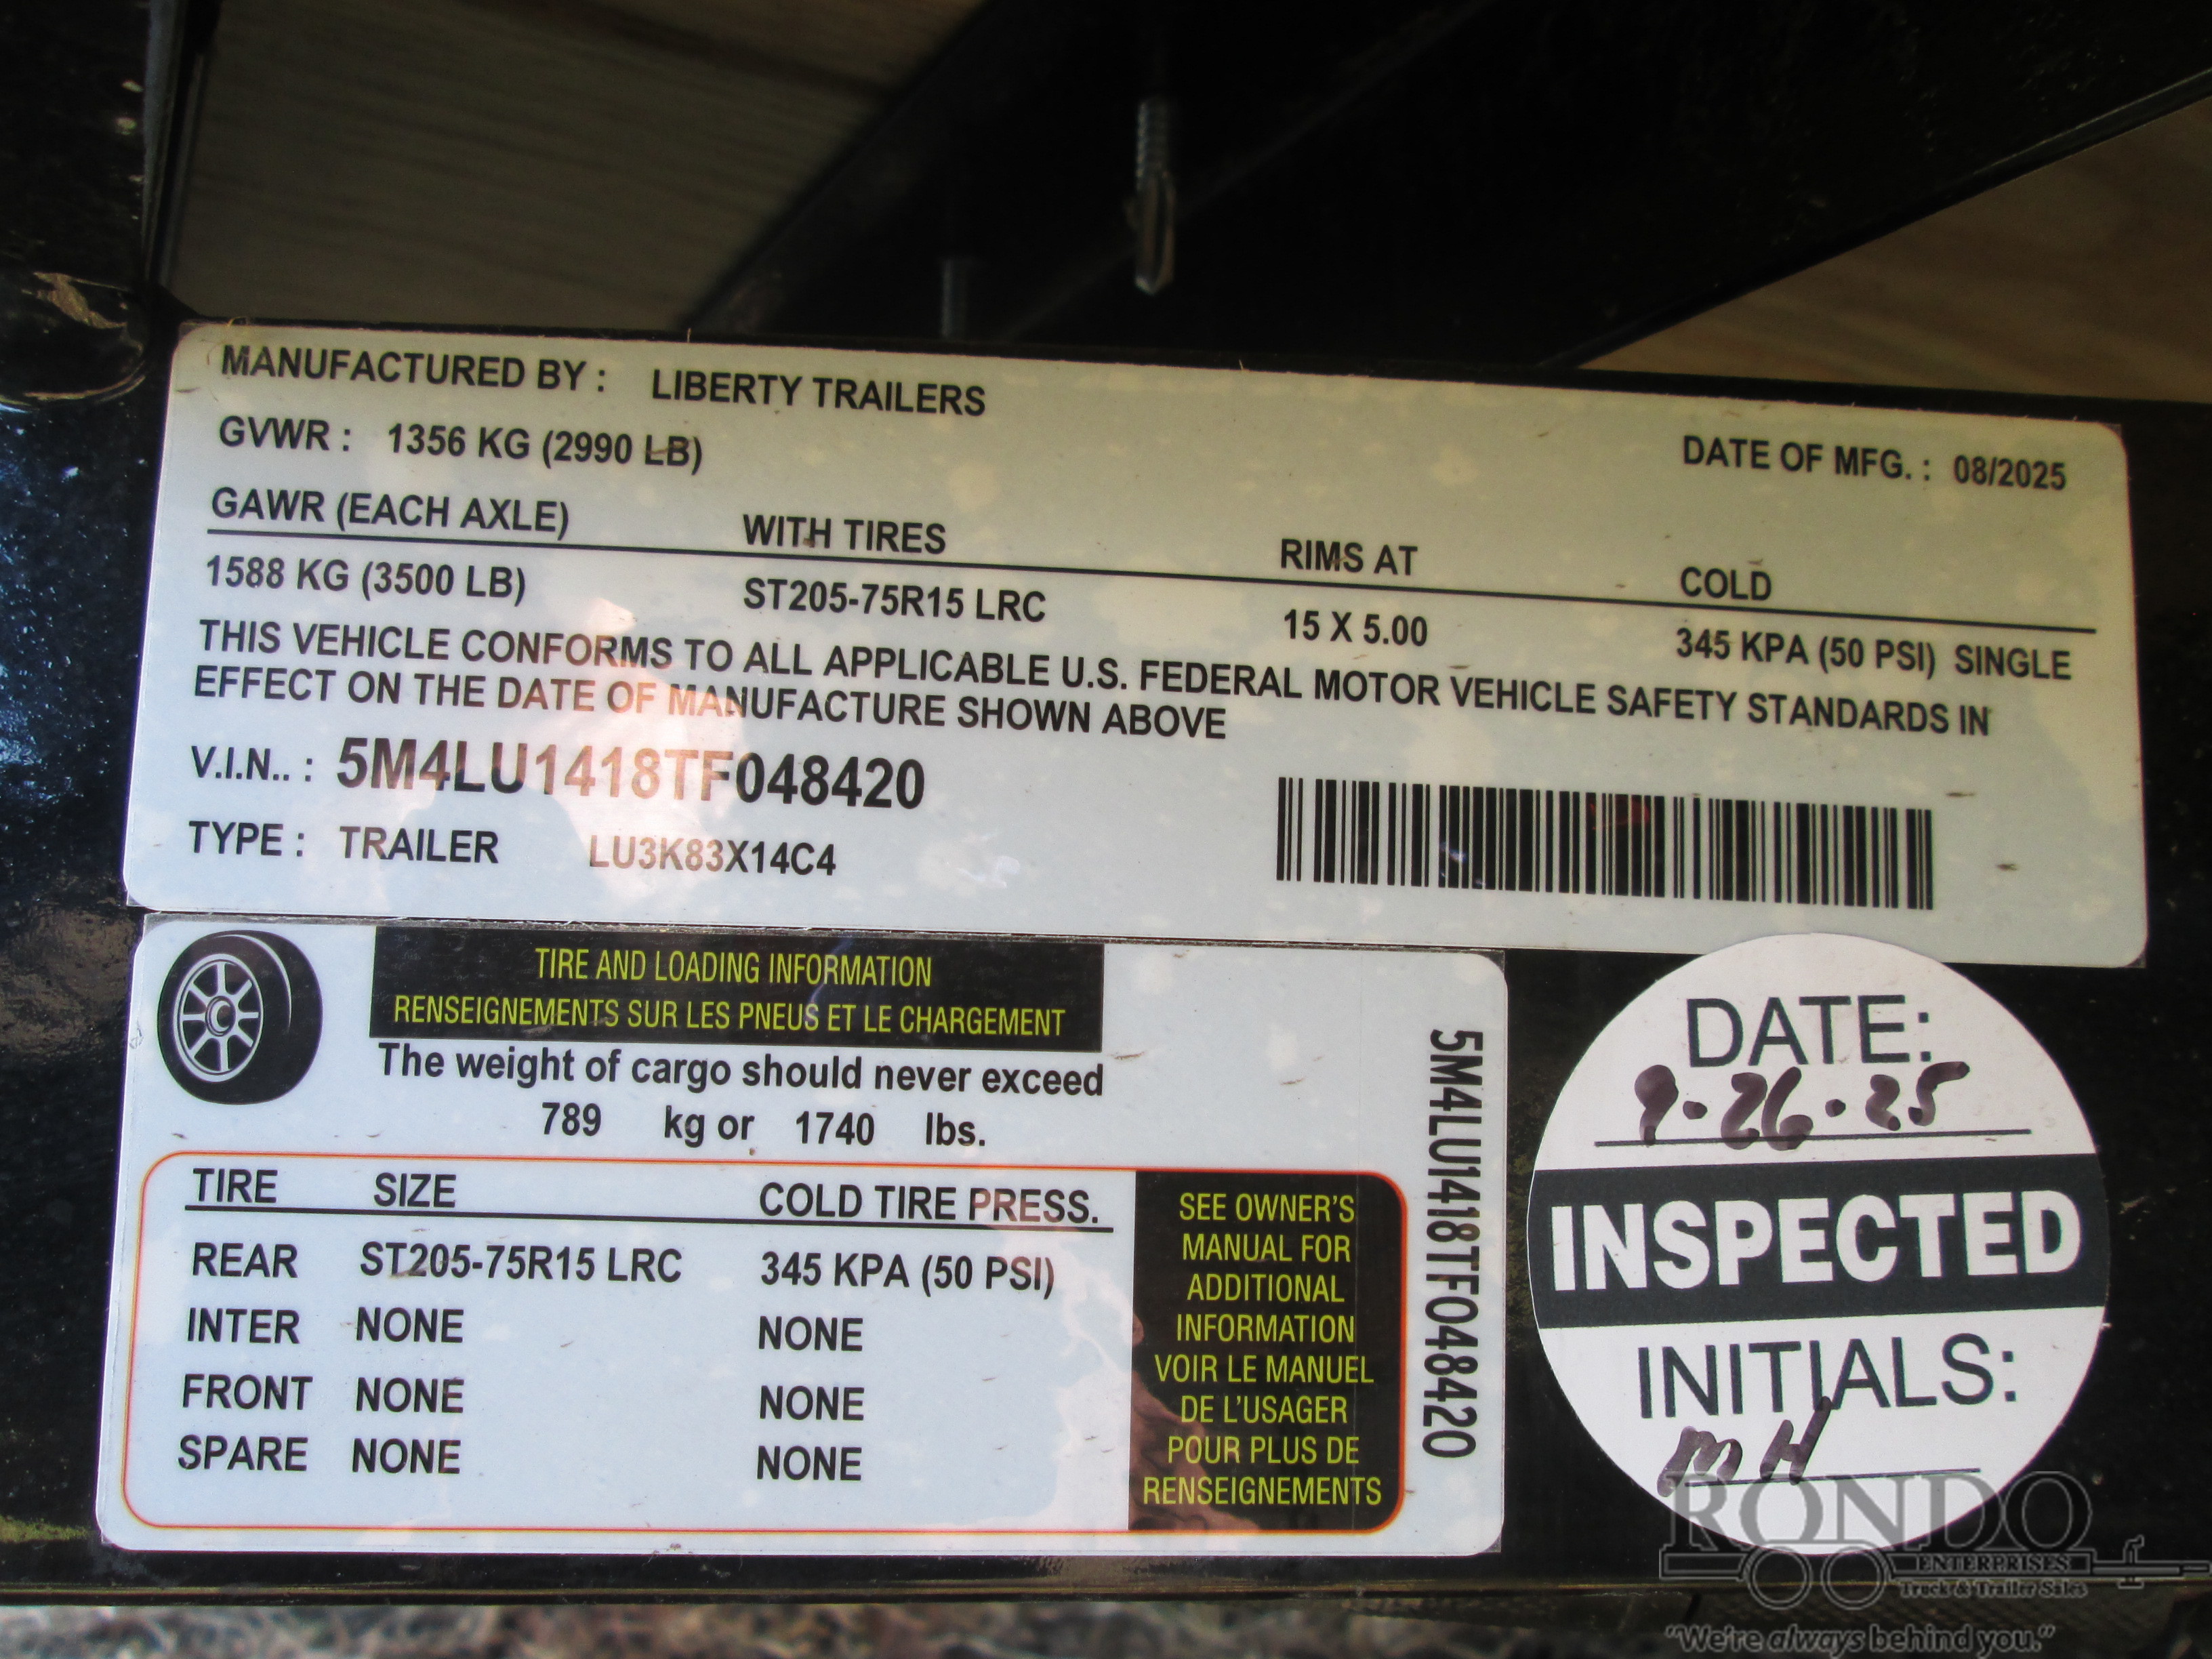 MANUFACTURED BY : LIBERTY TRAILERS
GVWR : 1356 KG (2990 LB)
DATE OF MFG. : 08/2025
GAWR (EACH AXLE) WITH TIRES RIMS AT COLD
1588 KG (3500 LB) ST205-75R15 LRC 15 X 5.00 345 KPA (50 PSI) SINGLE
THIS VEHICLE CONFORMS TO ALL APPLICABLE U.S. FEDERAL MOTOR VEHICLE SAFETY STANDARDS IN
EFFECT ON THE DATE OF MANUFACTURE SHOWN ABOVE
V.I.N.. : 5M4LU1418TF048420
TYPE : TRAILER LU3K83X14C4
TIRE AND LOADING INFORMATION
RENSEIGNEMENTS SUR LES PNEUS ET LE CHARGEMENT
The weight of cargo should never exceed
789 kg or 1740 lbs.
TIRE SIZE COLD TIRE PRESS.
REAR ST205-75R15 LRC 345 KPA (50 PSI)
INTER NONE NONE
FRONT NONE NONE
SPARE NONE NONE
SEE OWNER'S
MANUAL FOR
ADDITIONAL
INFORMATION
VOIR LE MANUEL
DE L'USAGER
POUR PLUS DE
RENSEIGNEMENTS
5M4LU1418TF048420
DATE:
9-26-25
INSPECTED
INITIALS:
MH
RONDO
ENTERPRISES
Truck & Trailer Sales
"We're always behind you."